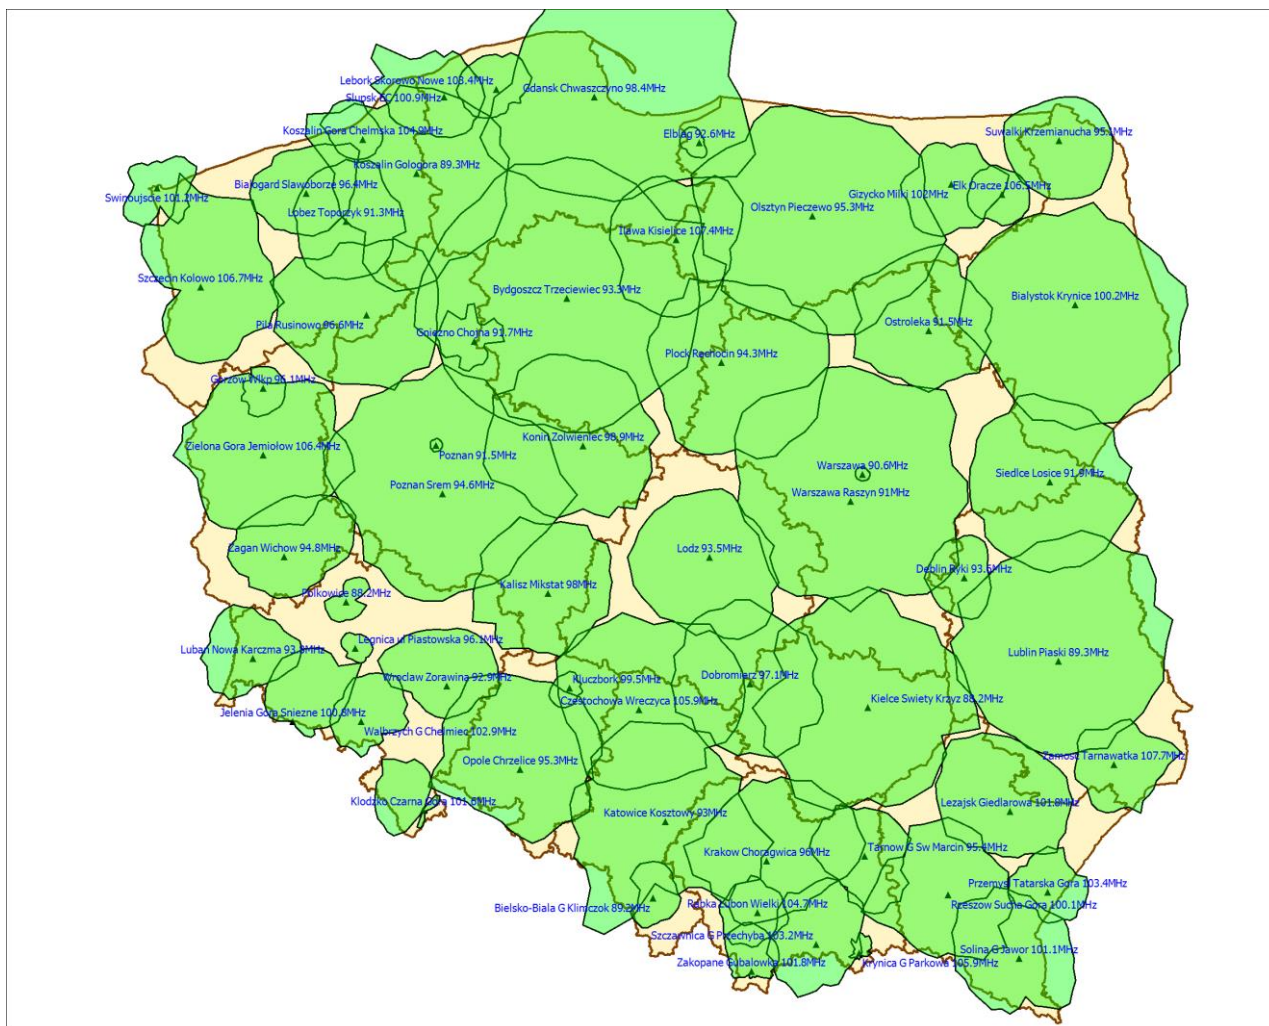 Lebork Skorowo Nowe 103.4MHz
Gdansk Chwaszczyno 98.4MHz
Slupsk EC 100.9MHz
Koszalin Gora Chelmska 104.9MHz
Elblag 92.6MHz
Suwalki Krzemianucha 95.1MHz
Koszalin Gologora 89.3MHz
Bialogard Slawoborze 96.4MHz
Swinoujscie 101.2MHz
Gizycko Milki 102MHz
Elk Oracze 106.5MHz
Lobez Toporzyk 91.3MHz
Olsztyn Pieczewo 95.3MHz
Ilawa Kisielice 107.4MHz
Szczecin Kolowo 106.7MHz
Bydgoszcz Trzeciewiec 93.3MHz
Bialystok Krynice 100.2MHz
Pila Rusinowo 96.6MHz
Gniezno Chojna 91.7MHz
Ostroleka 91.5MHz
Plock Rachocin 94.3MHz
Gorzow Wlkp 96.1MHz
Zielona Gora Jemiołow 106.4MHz
Konin Zolwieniec 98.9MHz
Poznan 91.5MHz
Warszawa 90.6MHz
Siedlce Losice 91.9MHz
Poznan Srem 94.6MHz
Warszawa Raszyn 91MHz
Zagan Wichow 94.8MHz
Lodz 93.5MHz
Deblin Ryki 93.6MHz
Polkowice 88.2MHz
Kalisz Mikstat 98MHz
Legnica ul Piastowska 96.1MHz
Luban Nowa Karczma 93.8MHz
Lublin Piaski 89.3MHz
Wroclaw Zorawina 92.9MHz
Kluczbork 99.5MHz
Dobromierz 97.1MHz
Czestochowa Wreczyca 105.9MHz
Kielce Swiety Krzyz 88.2MHz
Jelenia Gora Sniezne 100.8MHz
Walbrzych G Chelmiec 102.9MHz
Opole Chrzelice 95.3MHz
Zamosc Tarnawatka 107.7MHz
Klodzko Czarna Gora 101.6MHz
Lezajsk Giedlarowa 101.8MHz
Katowice Kosztowy 93MHz
Krakow Choragwica 96MHz
Tarnow G Sw Marcin 95.4MHz
Przemysl Tatarska Gora 103.4MHz
Bielsko-Biala G Klimczok 89.2MHz
Rabka Lubon Wielki 104.7MHz
Rzeszow Sucha Gora 100.1MHz
Szczawnica G Przechyba 103.2MHz
Solina G Jawor 101.1MHz
Zakopane Gubalowka 101.8MHz
Krynica G Parkowa 105.9MHz